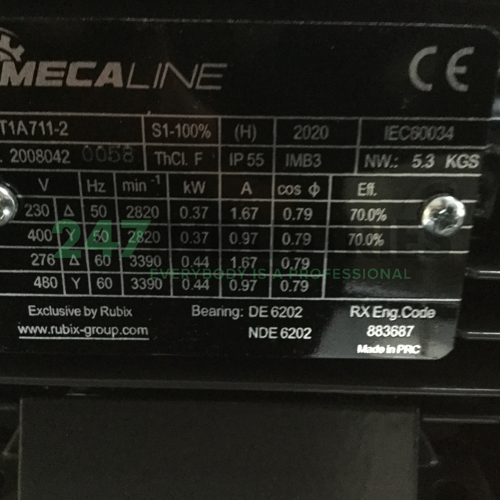 MECALINE CE
T1A711-2 S1-100% (H) 2020 IEC60034
. 2008042 0058 ThCl. F IP 55 IMB3 NW.: 5.3 KGS
V Hz min⁻¹ kW A cos ϕ Eff.
230 Δ 50 2820 0.37 1.67 0.79 70.0%
400 Y 50 2820 0.37 0.97 0.79 70.0%
276 Δ 60 3390 0.44 1.67 0.79
480 Y 60 3390 0.44 0.97 0.79
247
EVERYBODY IS A PROFESSIONAL
Exclusive by Rubix Bearing: DE 6202 RX Eng.Code
www.rubix-group.com NDE 6202 883687
Made in PRC